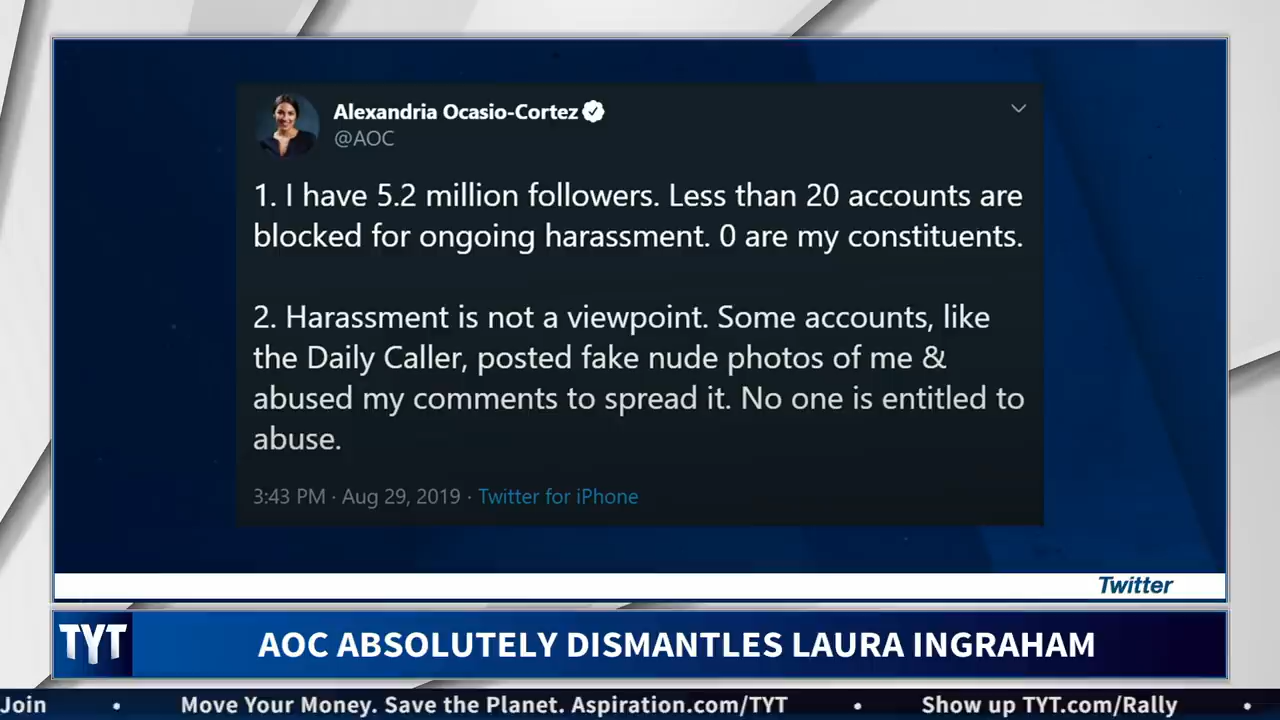 Alexandria Ocasio-Cortez
@AOC
1. I have 5.2 million followers. Less than 20 accounts are
blocked for ongoing harassment. 0 are my constituents.
2. Harassment is not a viewpoint. Some accounts, like
the Daily Caller, posted fake nude photos of me &
abused my comments to spread it. No one is entitled to
abuse.
3:43 PM · Aug 29, 2019 · Twitter for iPhone
Twitter
TYT
AOC ABSOLUTELY DISMANTLES LAURA INGRAHAM
Join • Move Your Money. Save the Planet. Aspiration.com/TYT • Show up TYT.com/Rally •